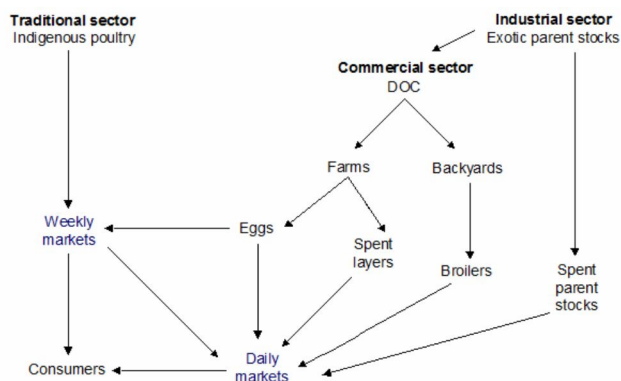 Traditional sector
Indigenous poultry
Industrial sector
Exotic parent stocks
Commercial sector
DOC
Farms
Backyards
Weekly
markets
Eggs
Spent
layers
Broilers
Spent
parent
stocks
Consumers
Daily
markets